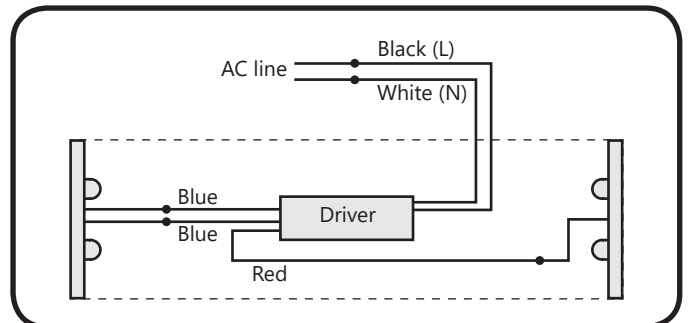 Black (L)
AC line
White (N)
Blue
Driver
Blue
Red